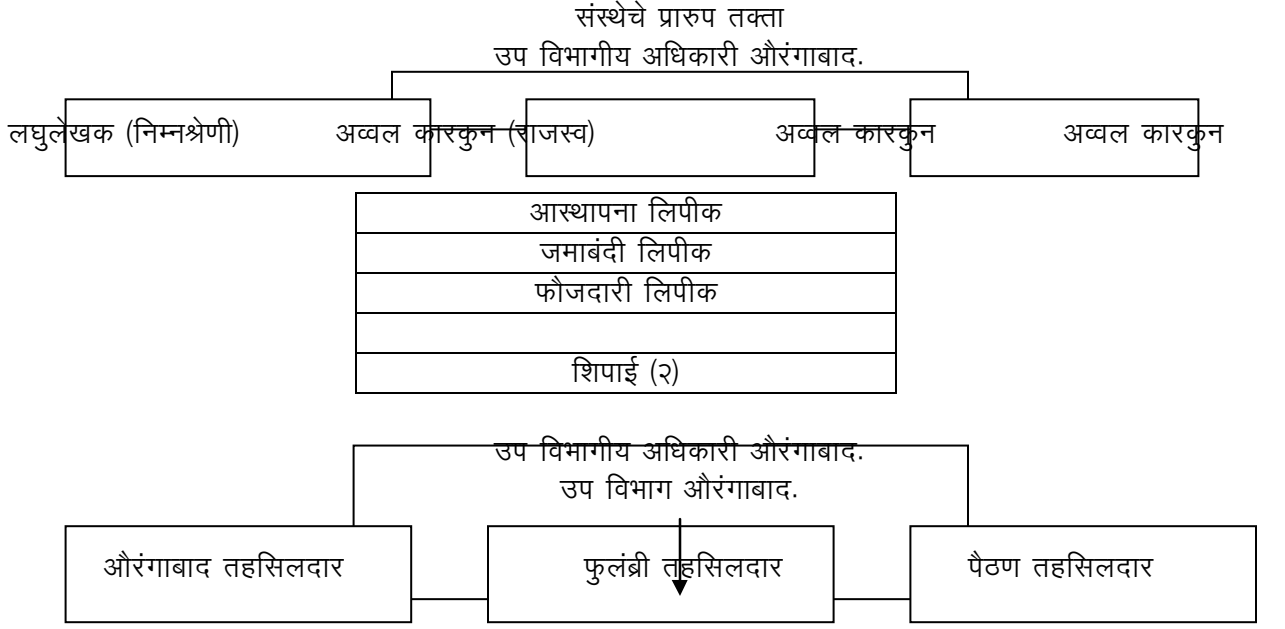 संस्थेचे प्रारुप तक्ता
उप विभागीय अधिकारी औरंगाबाद.
लघुलेखक (निम्नश्रेणी) अव्वल कारकुन (राजस्व) अव्वल कारकुन अव्वल कारकुन
आस्थापना लिपीक
जमाबंदी लिपीक
फौजदारी लिपीक
शिपाई (२)
उप विभागीय अधिकारी औरंगाबाद.
उप विभाग औरंगाबाद.
औरंगाबाद तहसिलदार फुलंब्री तहसिलदार पैठण तहसिलदार